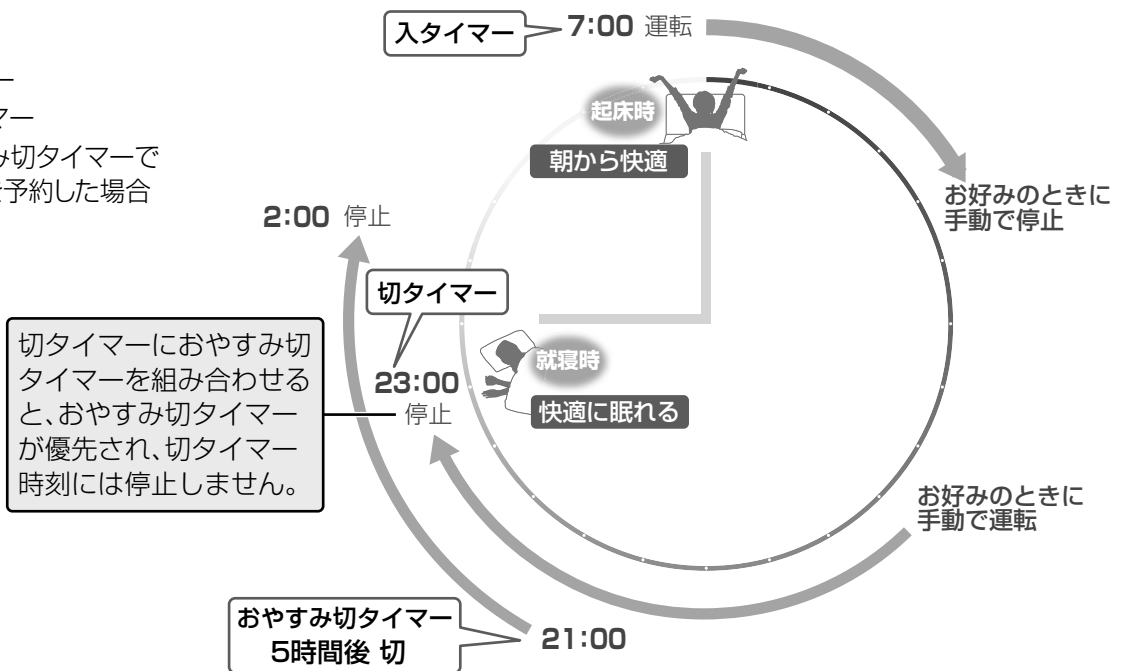 入タイマー
7:00 運転
ー
マー
み切タイマーで
を予約した場合
起床時
朝から快適
お好みのときに
手動で停止
2:00 停止
切タイマー
切タイマーにおやすみ切
タイマーを組み合わせる
と、おやすみ切タイマー
が優先され、切タイマー
時刻には停止しません。
23:00
停止
就寝時
快適に眠れる
お好みのときに
手動で運転
おやすみ切タイマー
5時間後 切
21:00